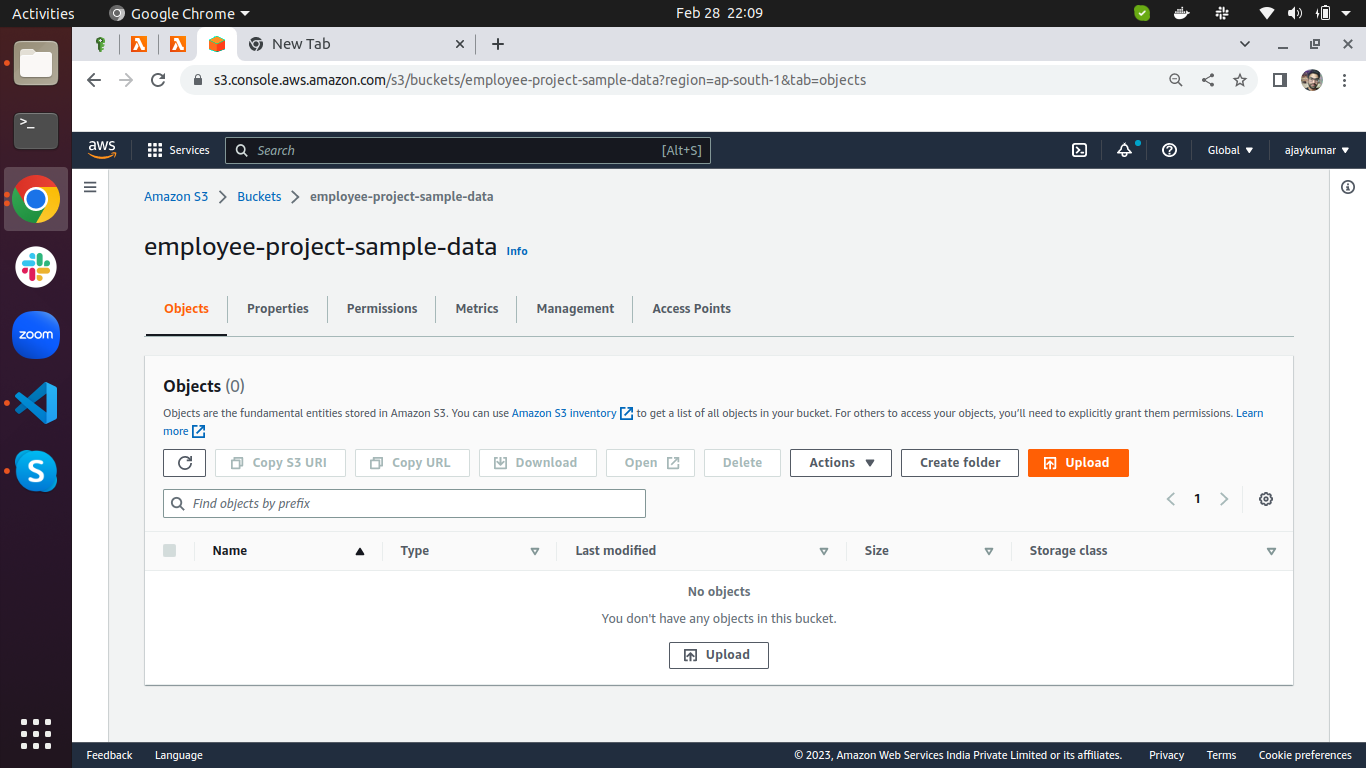 Activities Google Chrome Feb 28 22:09
New Tab
s3.console.aws.amazon.com/s3/buckets/employee-project-sample-data?region=ap-south-1&tab=objects
aws Services Search [Alt+S] Global ajaykumar
Amazon S3 Buckets employee-project-sample-data
employee-project-sample-data Info
Objects Properties Permissions Metrics Management Access Points
Objects (0)
Objects are the fundamental entities stored in Amazon S3. You can use Amazon S3 inventory to get a list of all objects in your bucket. For others to access your objects, you'll need to explicitly grant them permissions. Learn
more
Copy S3 URI Copy URL Download Open Delete Actions Create folder Upload
Find objects by prefix 1
Name Type Last modified Size Storage class
No objects
You don't have any objects in this bucket.
Upload
zoom
Feedback Language © 2023, Amazon Web Services India Private Limited or its affiliates. Privacy Terms Cookie preferences